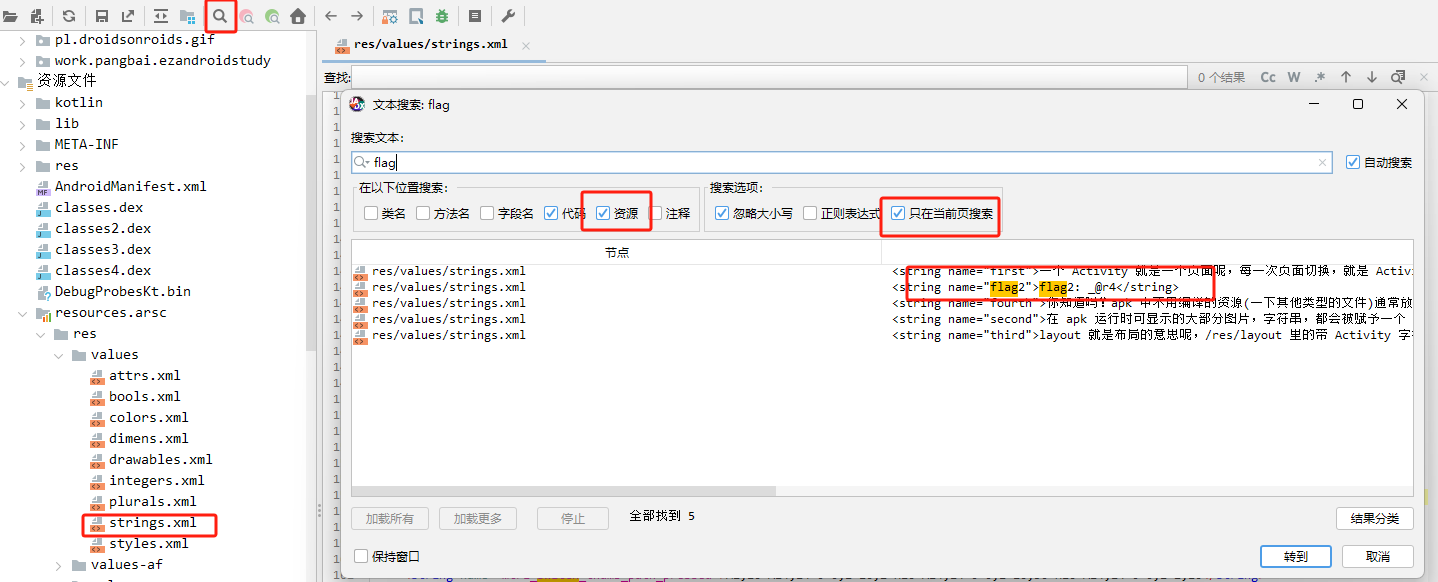 pl.droidsonroids.gif
work.pangbai.ezandroidstudy
资源文件
kotlin
lib
META-INF
res
AndroidManifest.xml
classes.dex
classes2.dex
classes3.dex
classes4.dex
DebugProbesKt.bin
resources.arsc
res
values
attrs.xml
bools.xml
colors.xml
dimens.xml
drawables.xml
integers.xml
plurals.xml
strings.xml
styles.xml
values-af
res/values/strings.xml
查找:
0 个结果 Cc W .*
文本搜索: flag
搜索文本:
flag
自动搜索
在以下位置搜索:
类名 方法名 字段名 代码 资源 注释
搜索选项:
忽略大小写 正则表达式 只在当前页搜索
节点
res/values/strings.xml <string name="first">一个 Activity 就是一个页面呢，每一次页面切换，就是 Activi
res/values/strings.xml <string name="flag2">flag2: _@r4</string>
res/values/strings.xml <string name="fourth">你知道吗？apk 中不用编译的资源(一下其他类型的文件)通常放
res/values/strings.xml <string name="second">在 apk 运行时可显示的大部分图片，字符串，都会被赋予一个
res/values/strings.xml <string name="third">layout 就是布局的意思呢，/res/layout 里的带 Activity 字
加载所有 加载更多 停止 全部找到 5
结果分类
保持窗口
转到 取消